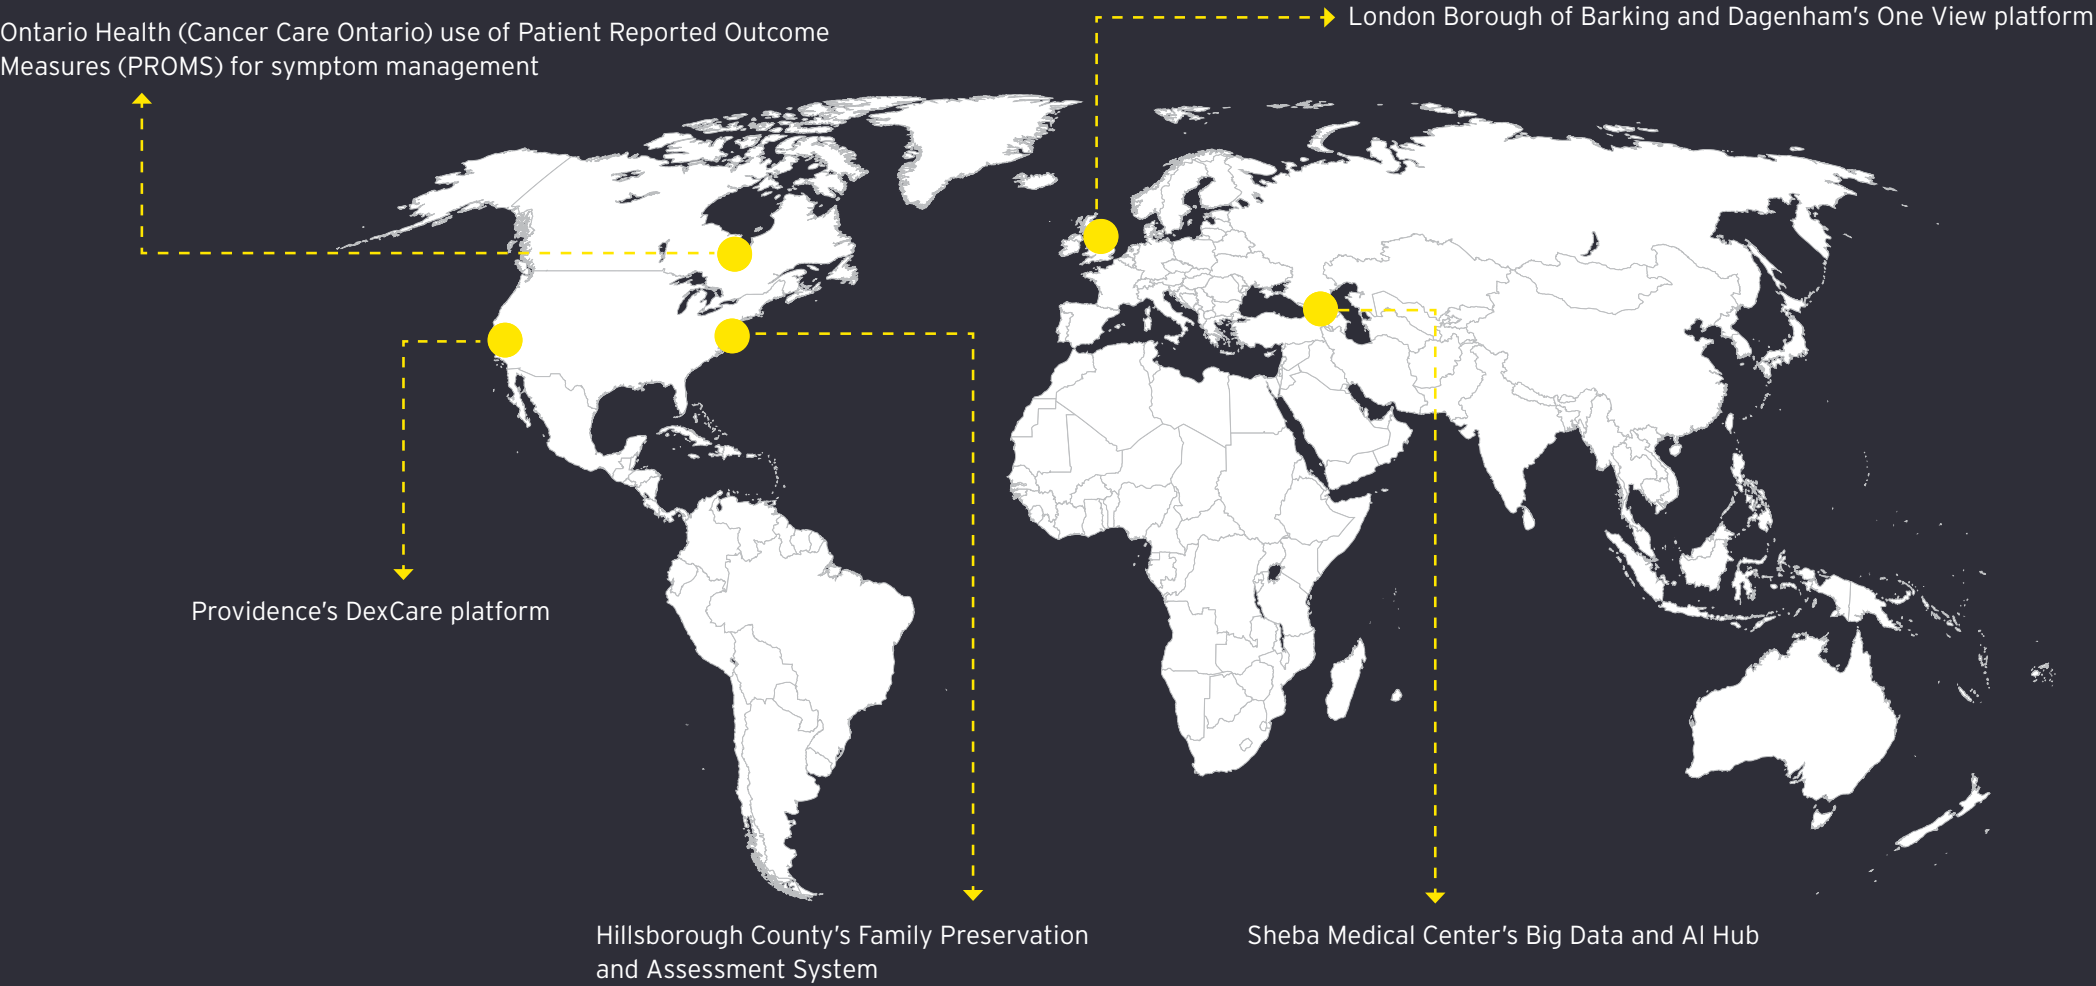 Ontario Health (Cancer Care Ontario) use of Patient Reported Outcome
Measures (PROMS) for symptom management
London Borough of Barking and Dagenham’s One View platform
Providence’s DexCare platform
Hillsborough County’s Family Preservation
and Assessment System
Sheba Medical Center’s Big Data and AI Hub